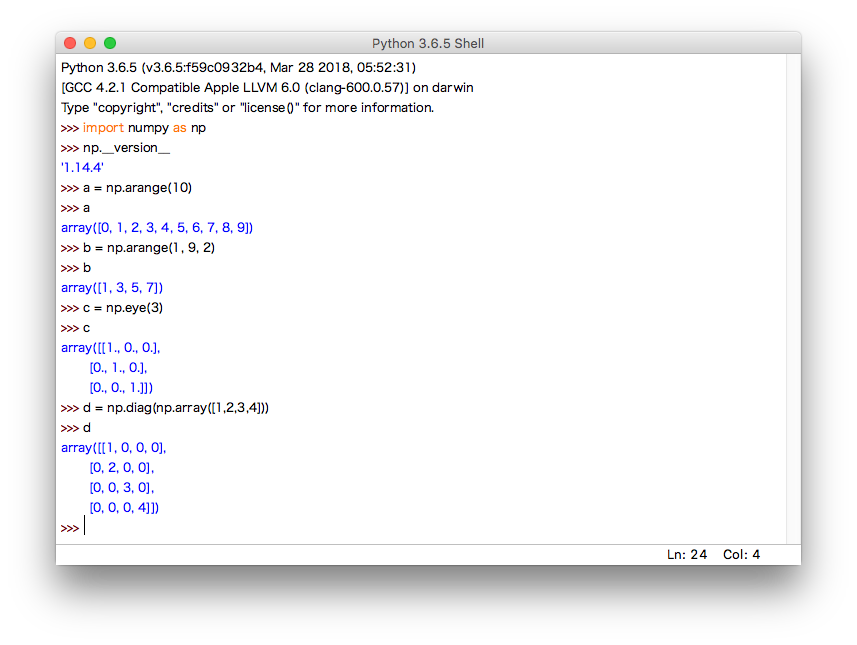 Python 3.6.5 Shell
Python 3.6.5 (v3.6.5:f59c0932b4, Mar 28 2018, 05:52:31)
[GCC 4.2.1 Compatible Apple LLVM 6.0 (clang-600.0.57)] on darwin
Type "copyright", "credits" or "license()" for more information.
>>> import numpy as np
>>> np.__version__
'1.14.4'
>>> a = np.arange(10)
>>> a
array([0, 1, 2, 3, 4, 5, 6, 7, 8, 9])
>>> b = np.arange(1, 9, 2)
>>> b
array([1, 3, 5, 7])
>>> c = np.eye(3)
>>> c
array([[1., 0., 0.],
       [0., 1., 0.],
       [0., 0., 1.]])
>>> d = np.diag(np.array([1,2,3,4]))
>>> d
array([[1, 0, 0, 0],
       [0, 2, 0, 0],
       [0, 0, 3, 0],
       [0, 0, 0, 4]])
>>>
Ln: 24 Col: 4